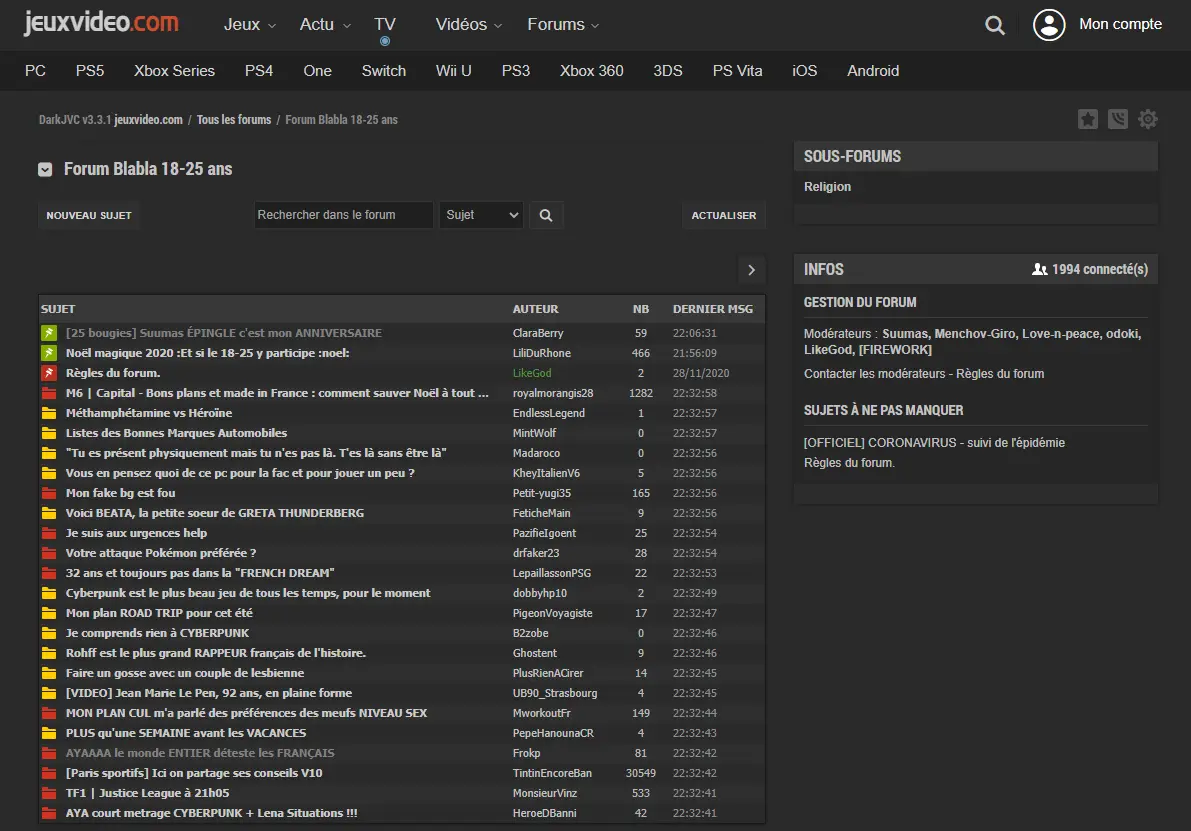 jeuxvideo.com
Jeux Actu TV Vidéos Forums Mon compte
PC PS5 Xbox Series PS4 One Switch Wii U PS3 Xbox 360 3DS PS Vita iOS Android
DarkJVC v3.3.1 jeuxvideo.com / Tous les forums / Forum Blabla 18-25 ans
Forum Blabla 18-25 ans
NOUVEAU SUJET Rechercher dans le forum Sujet ACTUALISER
SUJET AUTEUR NB DERNIER MSG
[25 bougies] Suumas ÉPINGLE c'est mon ANNIVERSAIRE ClaraBerry 59 22:06:31
Noël magique 2020 :Et si le 18-25 y participe :noel: LiliDuRhone 466 21:56:09
Règles du forum. LikeGod 2 28/11/2020
M6 | Capital - Bons plans et made in France : comment sauver Noël à tout ... royalmorangis28 1282 22:32:58
Méthamphétamine vs Héroïne EndlessLegend 1 22:32:57
Listes des Bonnes Marques Automobiles MintWolf 0 22:32:57
"Tu es présent physiquement mais tu n'es pas là. T'es là sans être là" Madaroco 0 22:32:56
Vous en pensez quoi de ce pc pour la fac et pour jouer un peu ? KheyItalienV6 5 22:32:56
Mon fake bg est fou Petit-yugi35 165 22:32:56
Voici BEATA, la petite soeur de GRETA THUNDERBERG FeticheMain 9 22:32:56
Je suis aux urgences help PazifieIgoent 25 22:32:54
Votre attaque Pokémon préférée ? drfaker23 28 22:32:54
32 ans et toujours pas dans la "FRENCH DREAM" LepaillassonPSG 22 22:32:53
Cyberpunk est le plus beau jeu de tous les temps, pour le moment dobbyhp10 2 22:32:49
Mon plan ROAD TRIP pour cet été PigeonVoyagiste 17 22:32:47
Je comprends rien à CYBERPUNK B2zobe 0 22:32:46
Rohff est le plus grand RAPPEUR français de l'histoire. Ghostent 9 22:32:46
Faire un gosse avec un couple de lesbienne PlusRienACirer 14 22:32:45
[VIDEO] Jean Marie Le Pen, 92 ans, en plaine forme UB90_Strasbourg 4 22:32:45
MON PLAN CUL m'a parlé des préférences des meufs NIVEAU SEX MworkoutFr 149 22:32:44
PLUS qu'une SEMAINE avant les VACANCES PepeHanounaCR 4 22:32:43
AYAAAA le monde ENTIER déteste les FRANÇAIS Frokp 81 22:32:42
[Paris sportifs] Ici on partage ses conseils V10 TintinEncoreBan 30549 22:32:42
TF1 | Justice League à 21h05 MonsieurVinz 533 22:32:41
AYA court metrage CYBERPUNK + Lena Situations !!! HeroeDBanni 42 22:32:41
SOUS-FORUMS
Religion
INFOS 1994 connecté(s)
GESTION DU FORUM
Modérateurs : Suumas, Menchov-Giro, Love-n-peace, odoki,
LikeGod, [FIREWORK]
Contacter les modérateurs - Règles du forum
SUJETS À NE PAS MANQUER
[OFFICIEL] CORONAVIRUS - suivi de l'épidémie
Règles du forum.